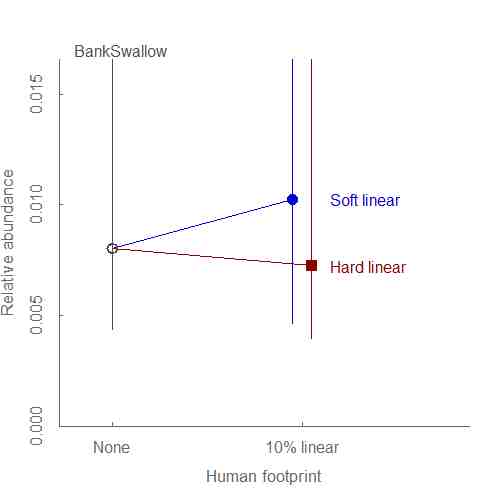 BankSwallow
0.015
0.010
0.005
0.000
Relative abundance
Soft linear
Hard linear
None
10% linear
Human footprint